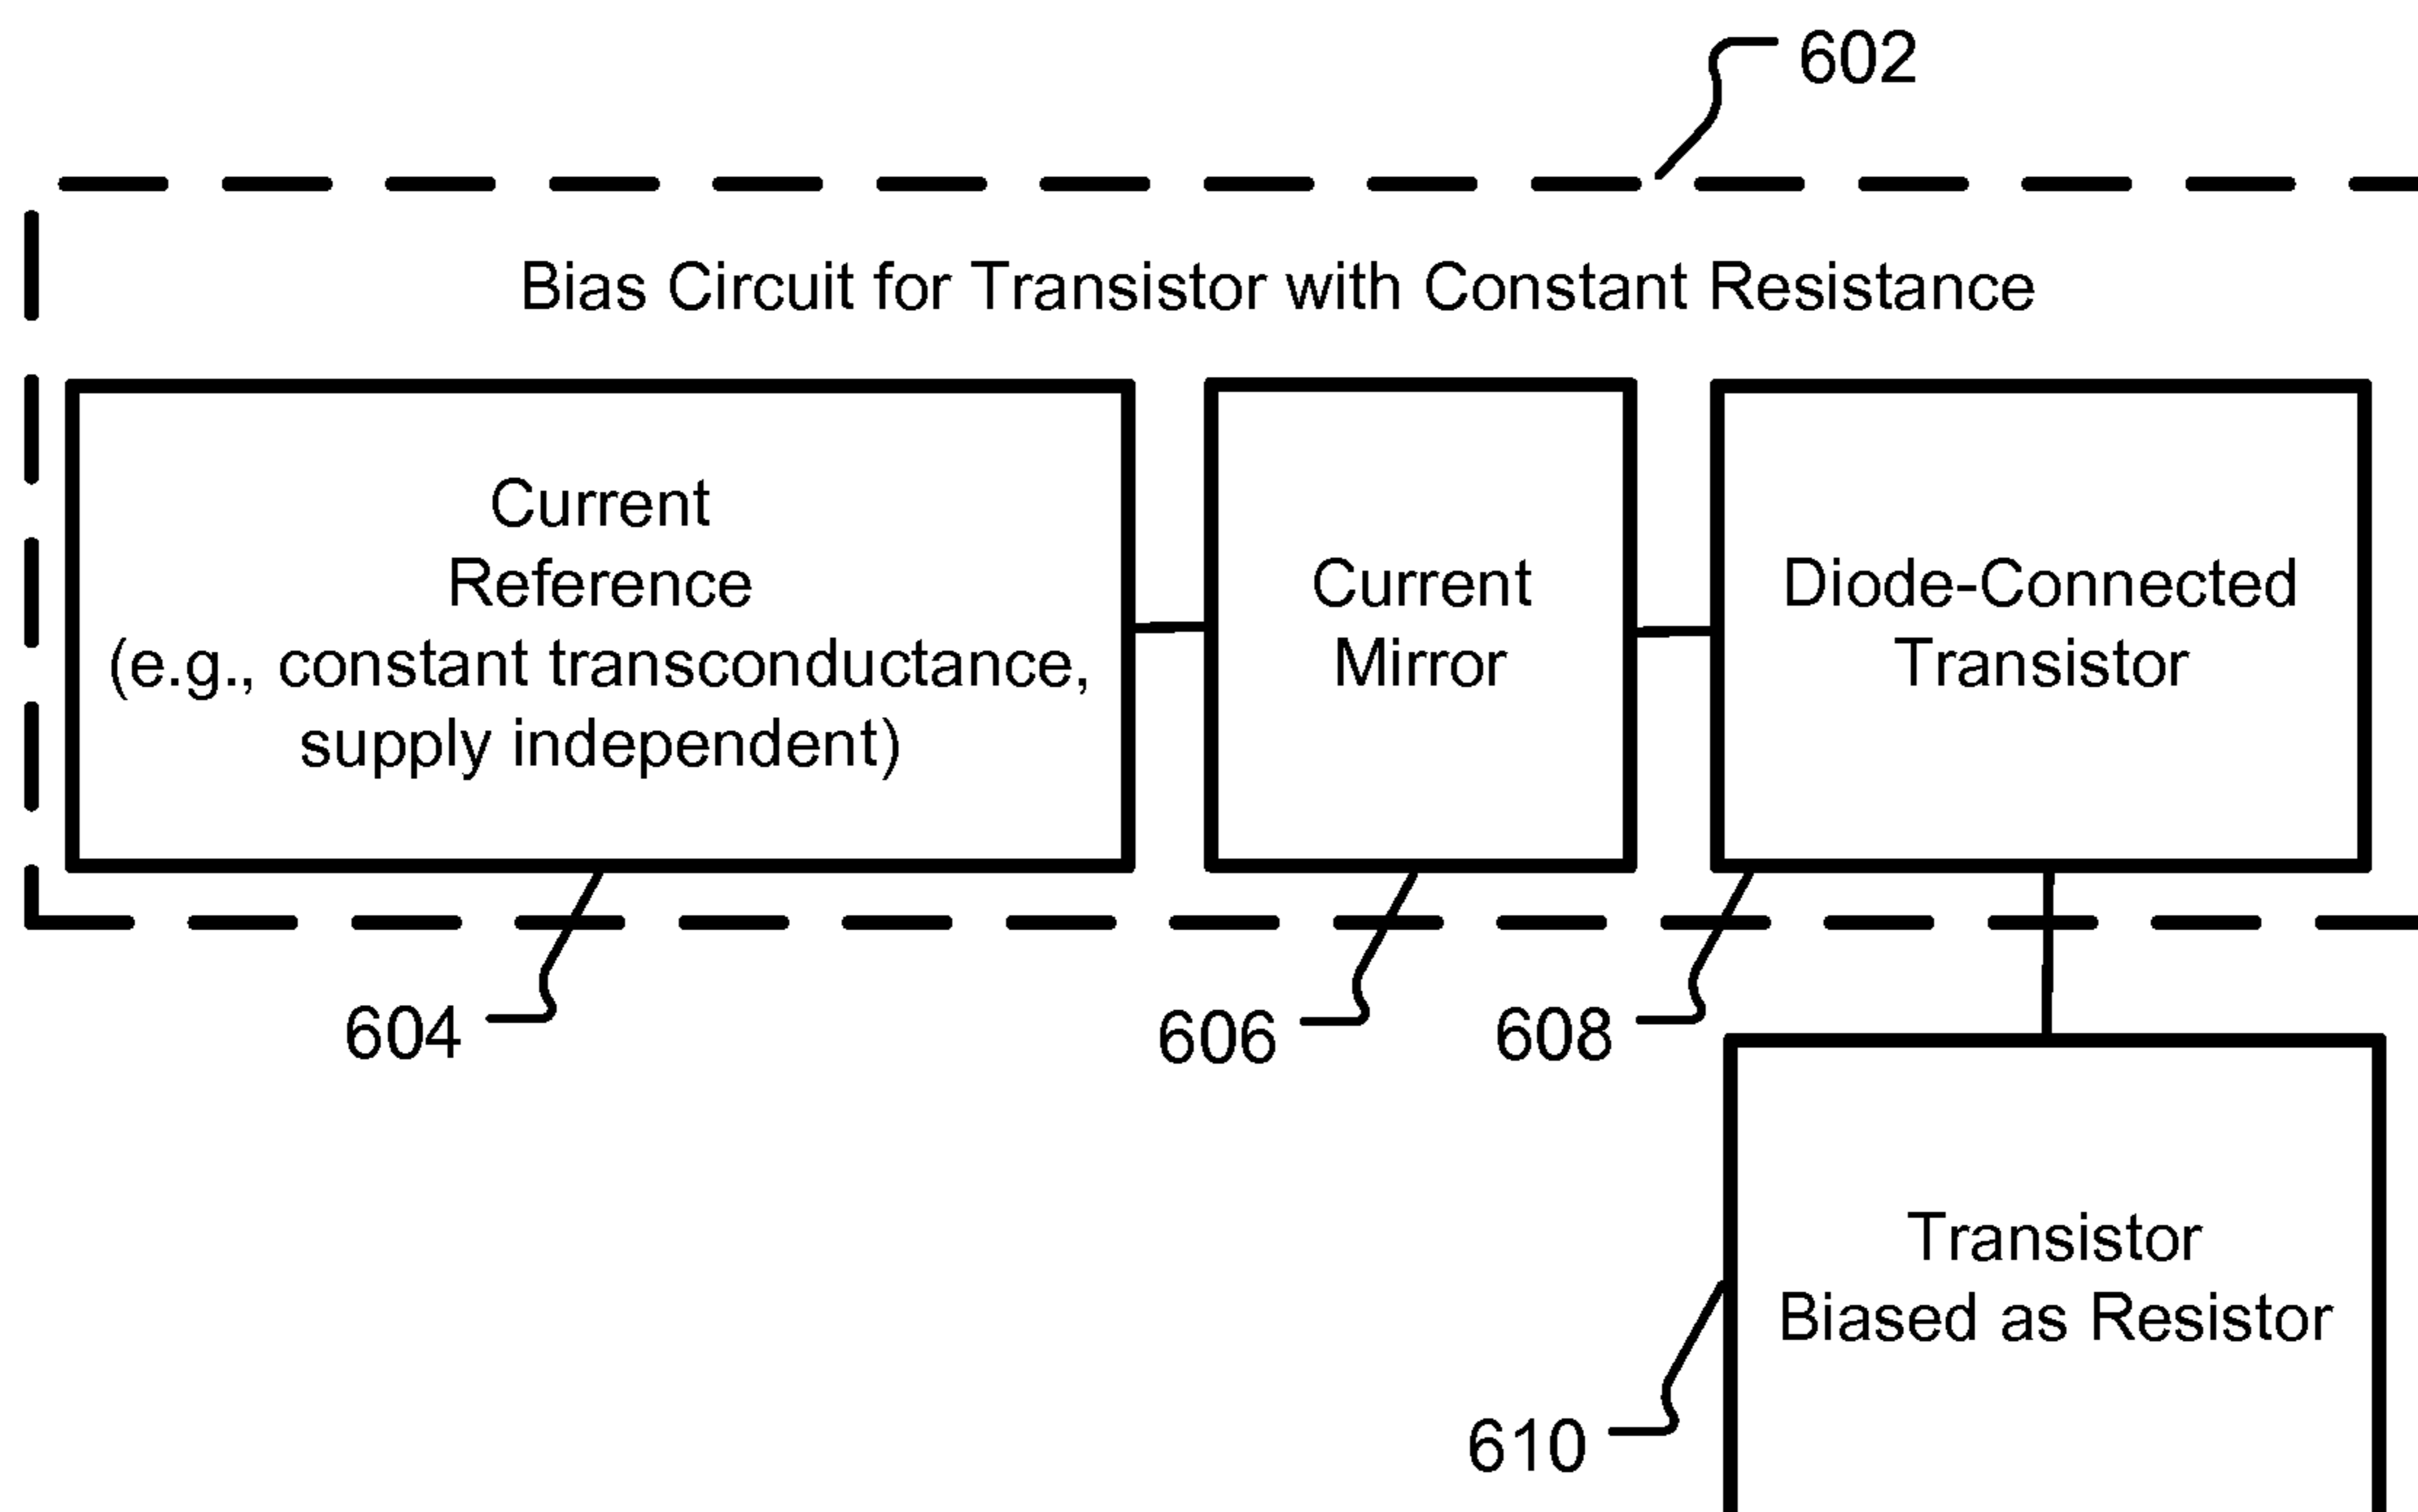 602
Bias Circuit for Transistor with Constant Resistance
Current
Reference
(e.g., constant transconductance,
supply independent)
Current
Mirror
Diode-Connected
Transistor
604
606
608
Transistor
Biased as Resistor
610